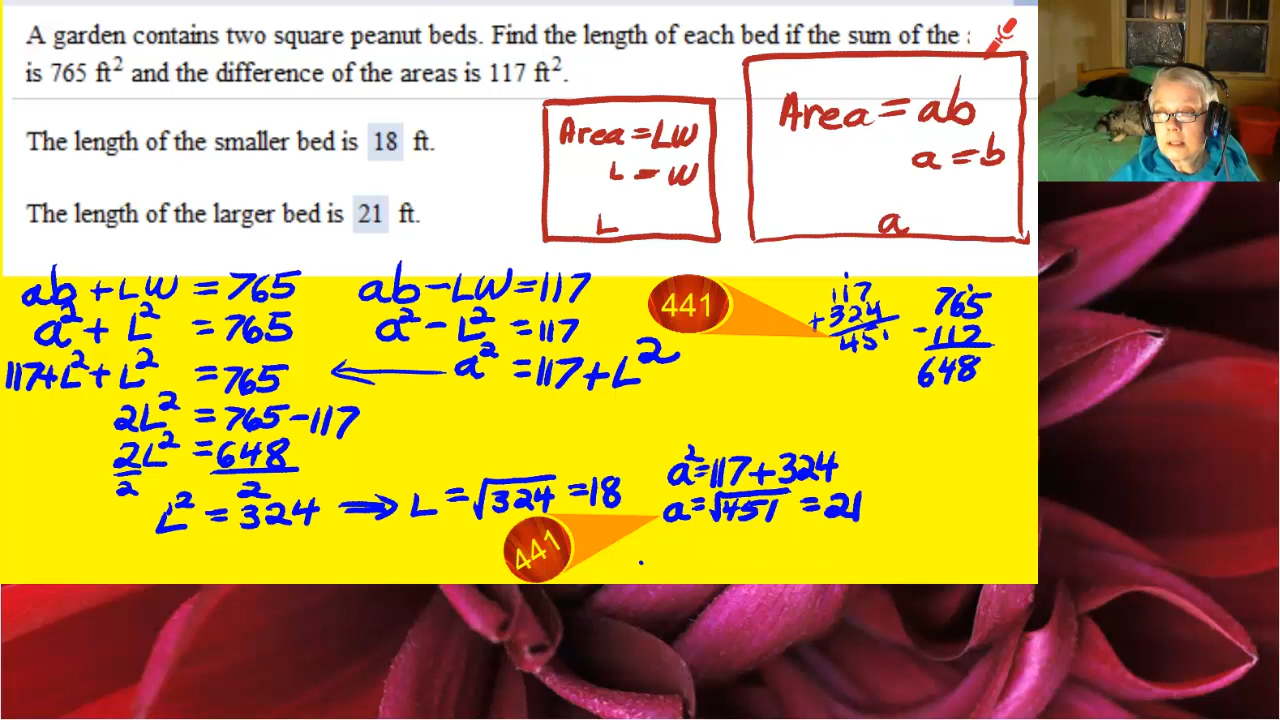 A garden contains two square peanut beds. Find the length of each bed if the sum of the
is 765 ft² and the difference of the areas is 117 ft².
The length of the smaller bed is 18 ft.
The length of the larger bed is 21 ft.
Area = LW
L = W
L
Area = ab
a = b
a
ab + LW = 765
a² + L² = 765
117 + L² + L² = 765
2L² = 765 - 117
2L² = 648
2 2
L² = 324 ⟹ L = √324 = 18
ab - LW = 117
a² - L² = 117
← a² = 117 + L²
441
1
117
+ 324
451
1
765
- 117
648
a² = 117 + 324
a = √451 = 21
441